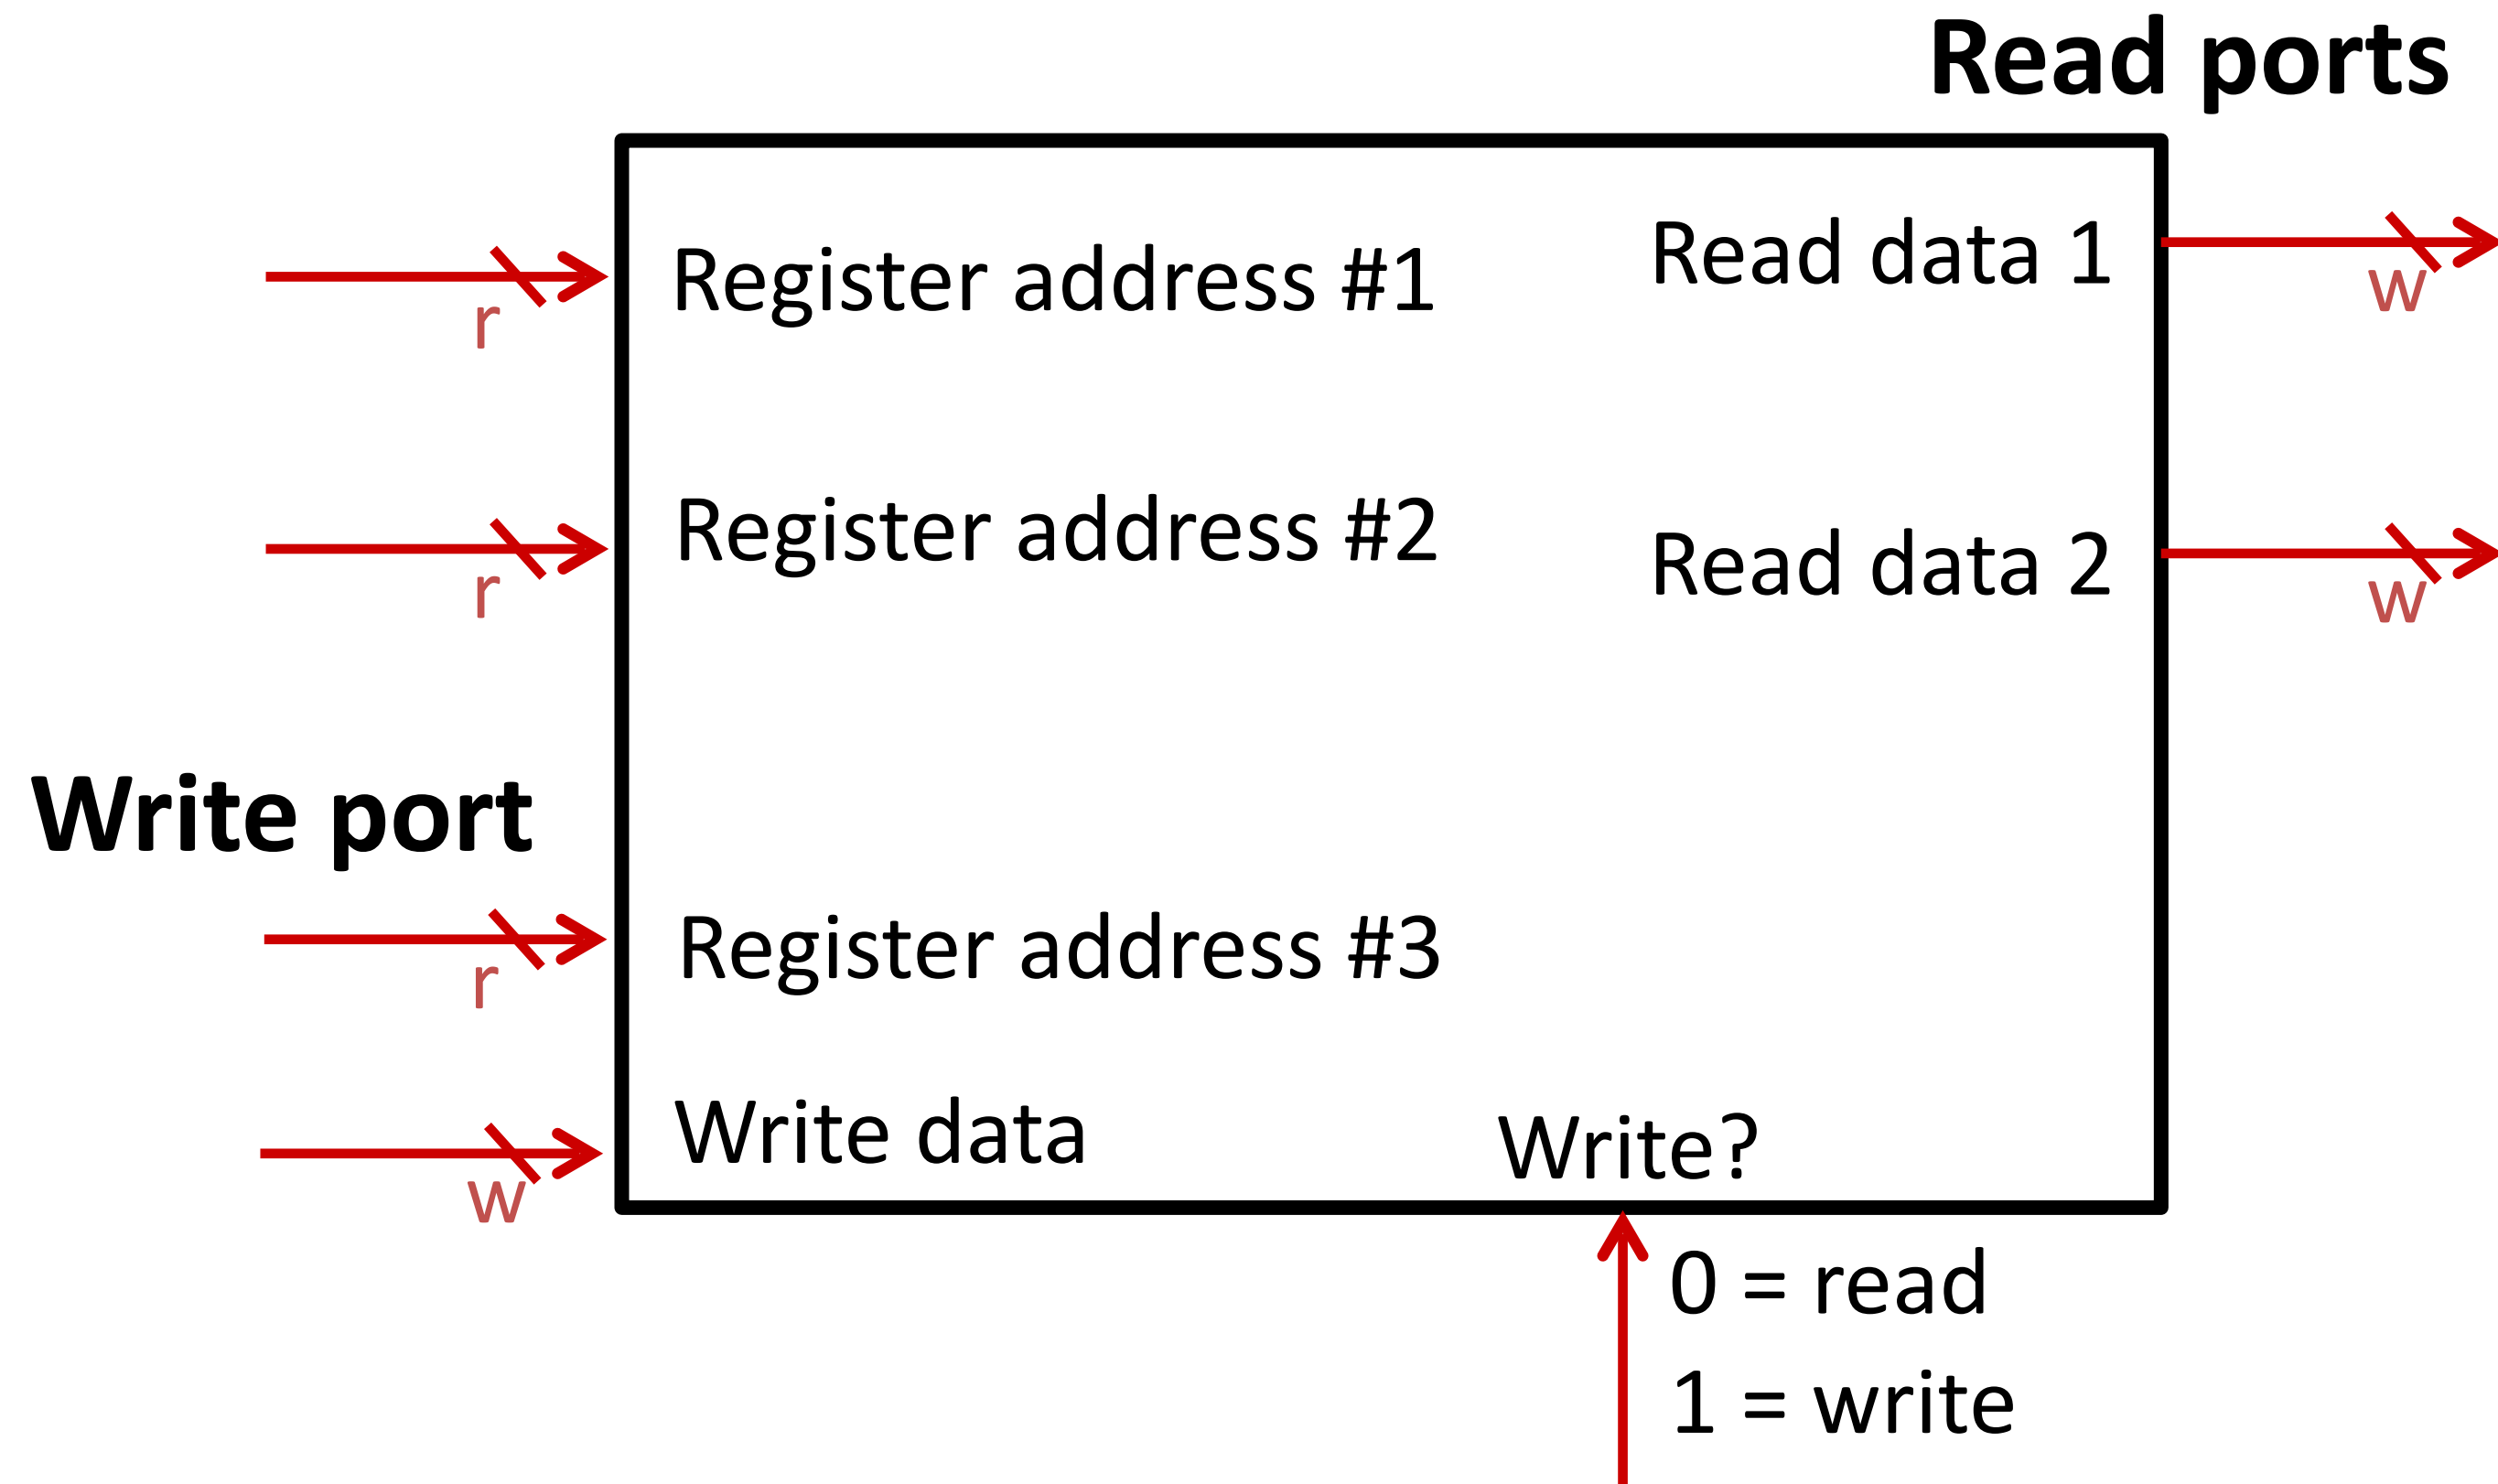 Read ports
Register address #1
Read data 1
r
w
Register address #2
Read data 2
r
w
Write port
Register address #3
r
Write data
Write?
w
0 = read
1 = write